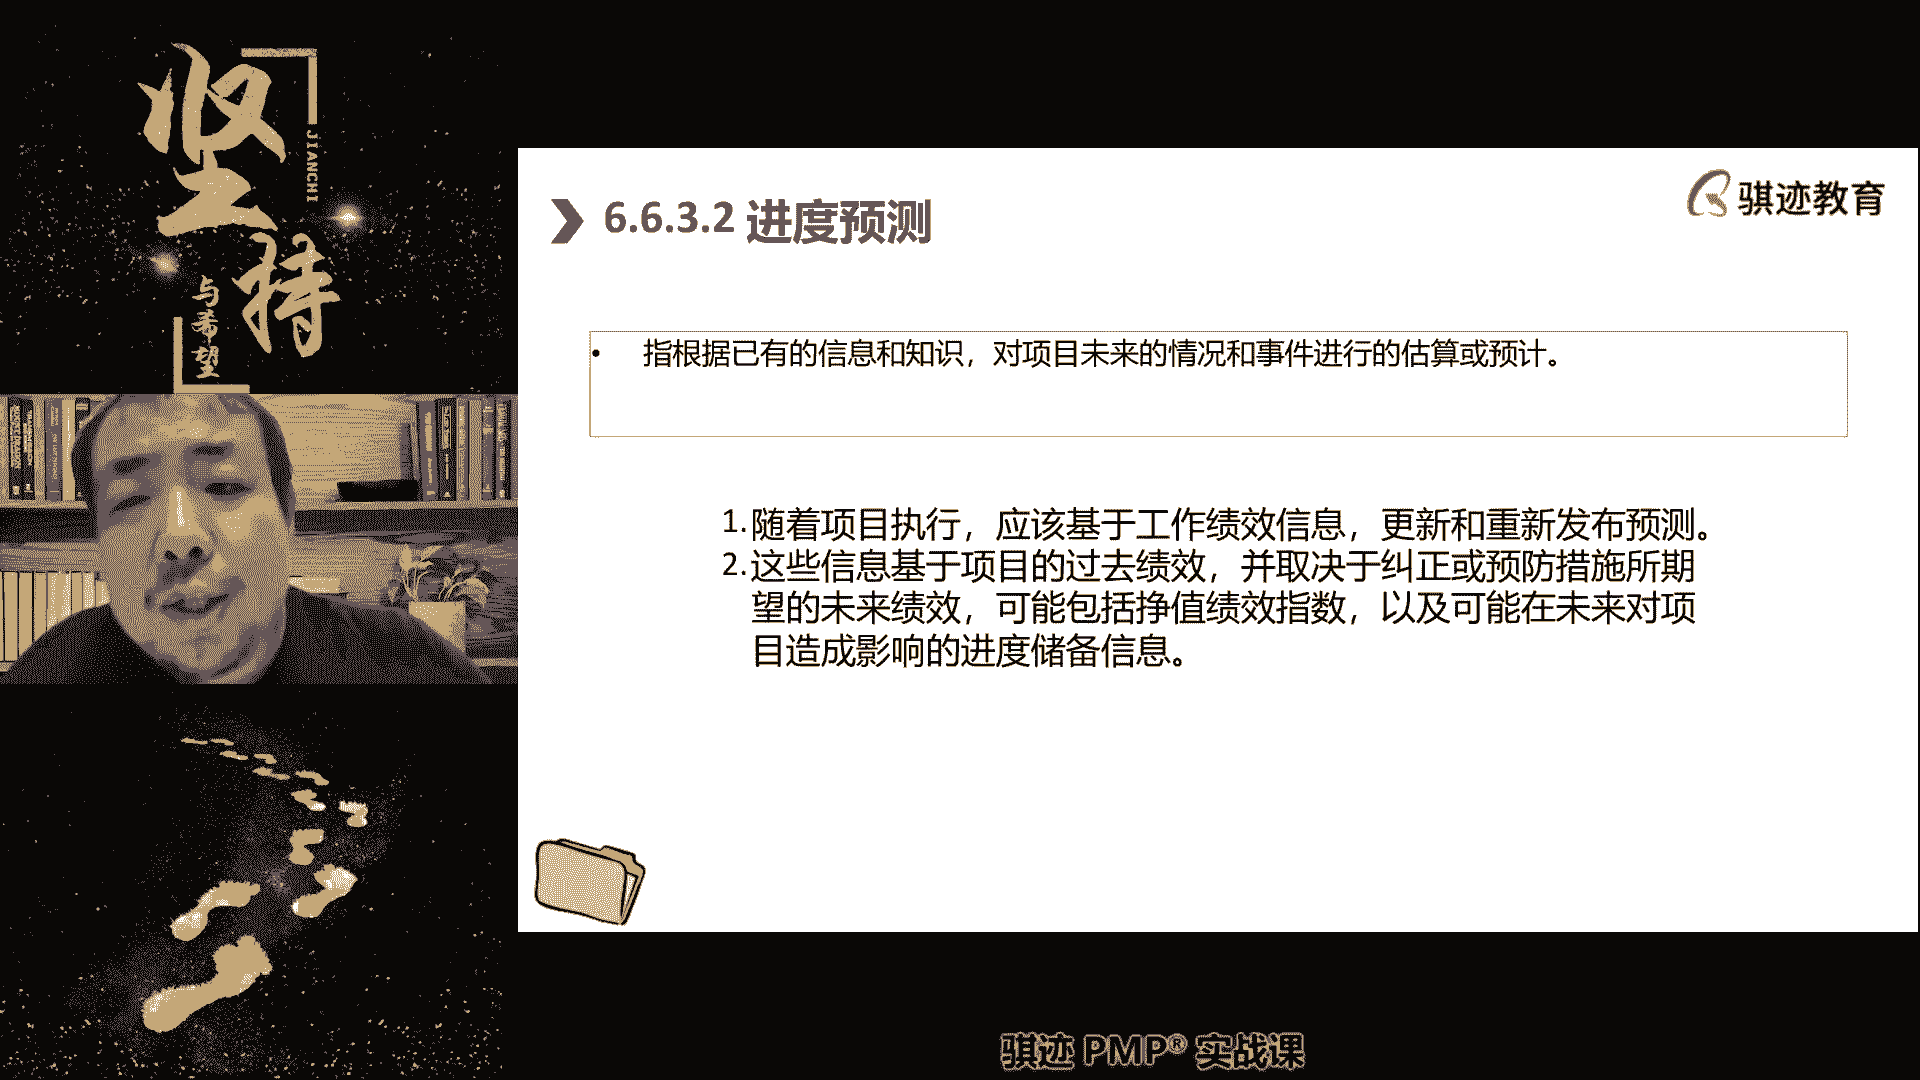 坚持
JIANCHI
与希望
6.6.3.2 进度预测
骐迹教育
• 指根据已有的信息和知识，对项目未来的情况和事件进行的估算或预计。
1.随着项目执行，应该基于工作绩效信息，更新和重新发布预测。
2.这些信息基于项目的过去绩效，并取决于纠正或预防措施所期
望的未来绩效，可能包括挣值绩效指数，以及可能在未来对项
目造成影响的进度储备信息。
骐迹 PMP® 实战课